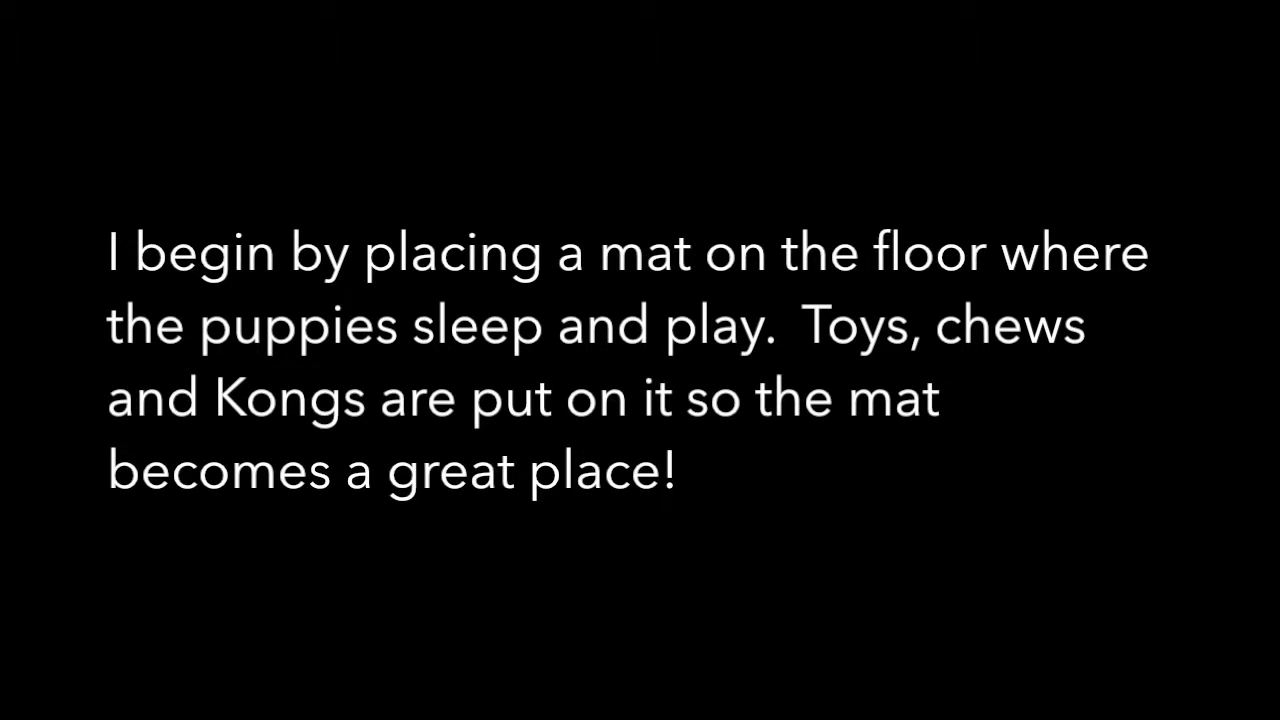 I begin by placing a mat on the floor where
the puppies sleep and play.  Toys, chews
and Kongs are put on it so the mat
becomes a great place!